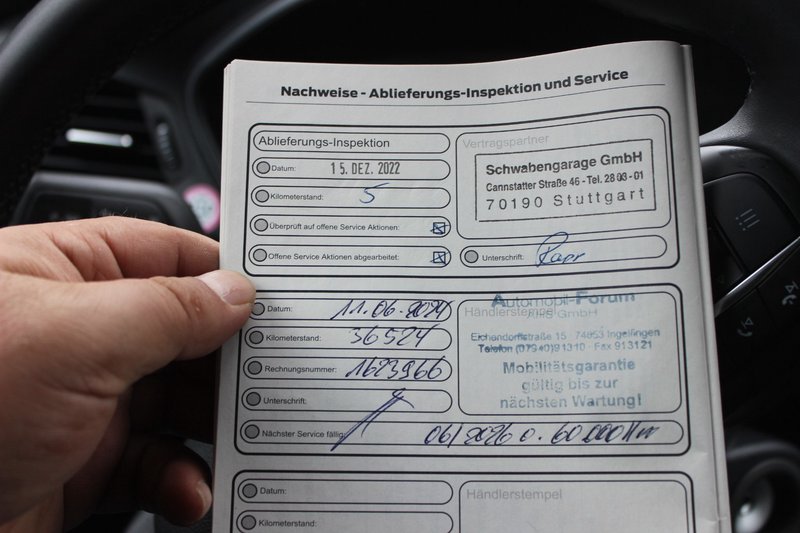 Nachweise - Ablieferungs-Inspektion und Service
Ablieferungs-Inspektion
Datum: 15. DEZ. 2022
Kilometerstand: 5
Überprüft auf offene Service Aktionen: ☒
Offene Service Aktionen abgearbeitet: ☒
Vertragspartner
Schwabengarage GmbH
Cannstatter Straße 46 - Tel. 28 03 - 01
70190 Stuttgart
Unterschrift:
Datum: 11.06.2024
Kilometerstand: 36524
Rechnungsnummer: 1623966
Unterschrift:
Nächster Service fällig: 06/2026 o. 60.000 Km
Händlerstempel
Automobil-Forum
GmbH
Eichendorffstraße 15 · 74653 Ingelfingen
Telefon (07940) 91310 · Fax 913121
Mobilitätsgarantie
gültig bis zur
nächsten Wartung!
Datum:
Kilometerstand:
Händlerstempel